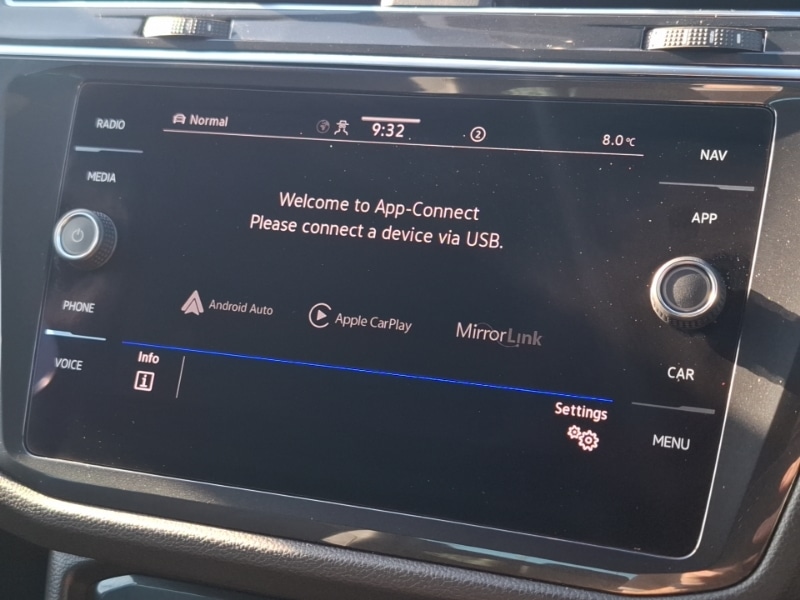 RADIO
MEDIA
PHONE
VOICE
Normal
9:32
2
8.0°C
Welcome to App-Connect
Please connect a device via USB.
Android Auto
Apple CarPlay
MirrorLink
Info
i
Settings
NAV
APP
CAR
MENU